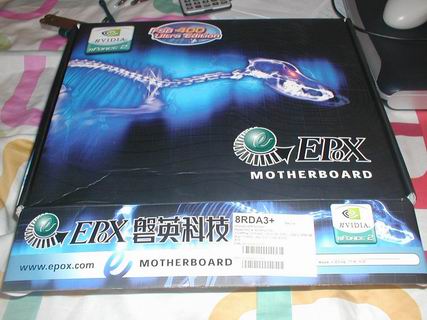 nVIDIA
nFORCE 2
FSB 400
Ultra Edition
EPoX
MOTHERBOARD
EPoX 磐英科技
8RDA3+
www.epox.com
MOTHERBOARD
nVIDIA
nFORCE 2